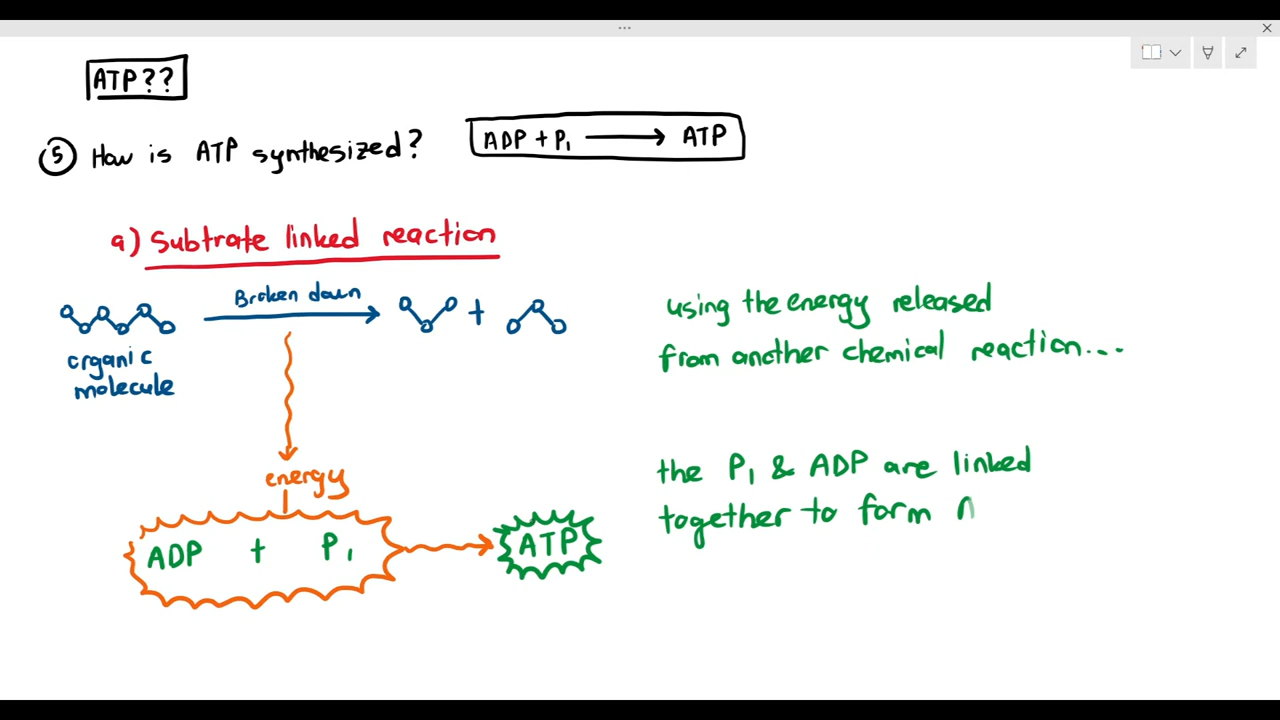 ATP??
⑤ How is ATP synthesized?
ADP + Pi ⟶ ATP
a) Subtrate linked reaction
Broken down
+
organic
molecule
using the energy released
from another chemical reaction...
energy
ADP + Pi
ATP
the Pi & ADP are linked
together to form